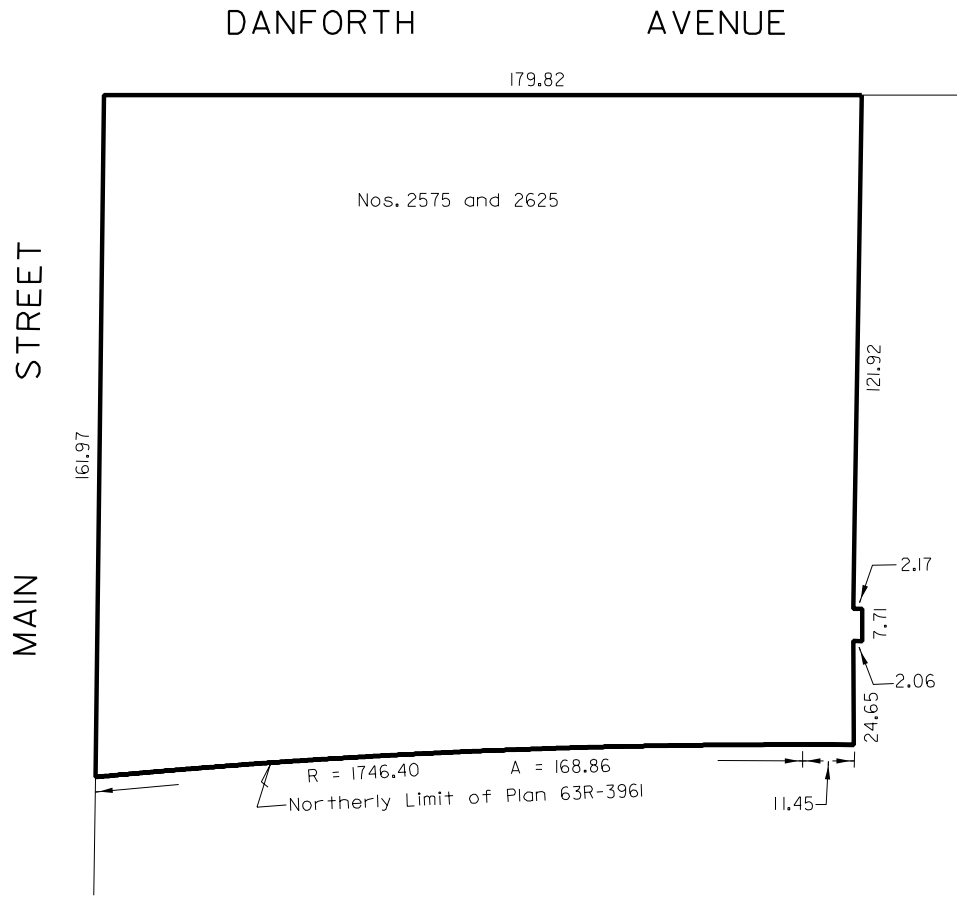 DANFORTH AVENUE
179.82
Nos. 2575 and 2625
MAIN STREET
161.97
121.92
2.17
7.71
2.06
24.65
R = 1746.40 A = 168.86
Northerly Limit of Plan 63R-3961
11.45